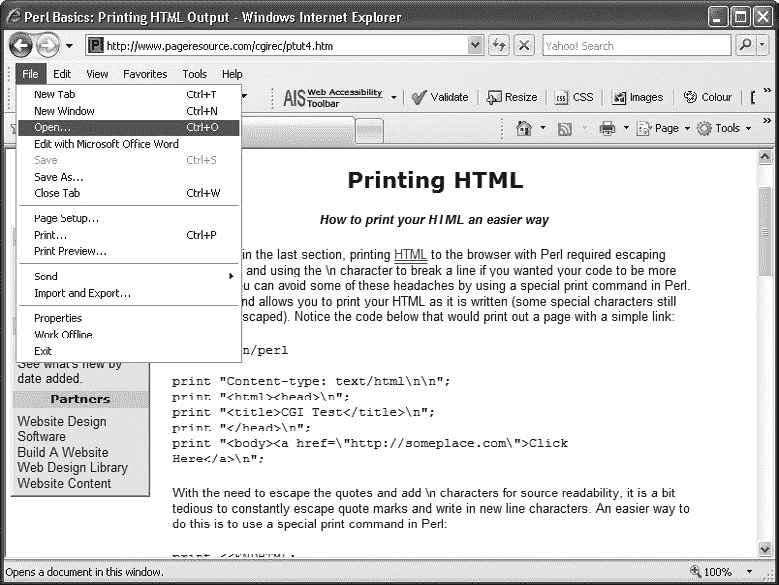 Perl Basics: Printing HTML Output - Windows Internet Explorer
http://www.pageresource.com/cgirec/ptut4.htm
Yahoo! Search
File Edit View Favorites Tools Help
New Tab Ctrl+T
New Window Ctrl+N
Open... Ctrl+O
Edit with Microsoft Office Word
Save Ctrl+S
Save As...
Close Tab Ctrl+W
Page Setup...
Print... Ctrl+P
Print Preview...
Send
Import and Export...
Properties
Work Offline
Exit
AIS Web Accessibility Toolbar
Validate Resize CSS Images Colour
Page Tools
Printing HTML
How to print your HTML an easier way
in the last section, printing HTML to the browser with Perl required escaping
and using the \n character to break a line if you wanted your code to be more
u can avoid some of these headaches by using a special print command in Perl.
nd allows you to print your HTML as it is written (some special characters still
scaped). Notice the code below that would print out a page with a simple link:
n/perl
print "Content-type: text/html\n\n";
print "<html><head>\n";
print "<title>CGI Test</title>\n";
print "</head>\n";
print "<body><a href=\"http://someplace.com\">Click
Here</a>\n";
With the need to escape the quotes and add \n characters for source readability, it is a bit
tedious to constantly escape quote marks and write in new line characters. An easier way to
do this is to use a special print command in Perl:
print <<ENDHTML;
See what's new by
date added.
Partners
Website Design
Software
Build A Website
Web Design Library
Website Content
Opens a document in this window.
100%